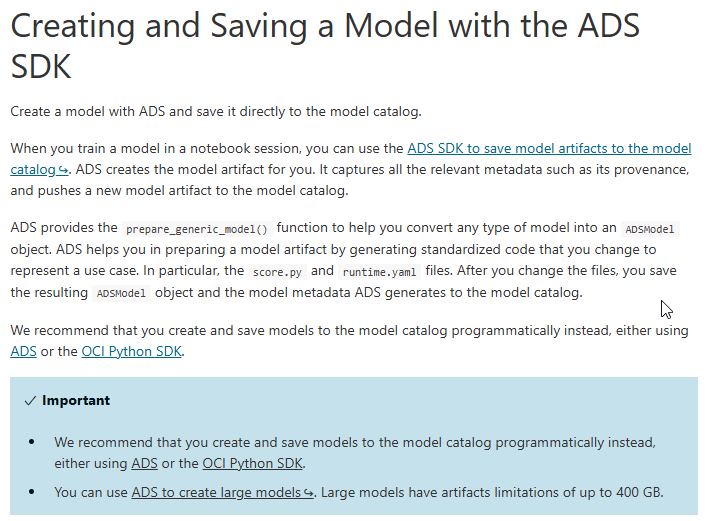 Creating and Saving a Model with the ADS
SDK
Create a model with ADS and save it directly to the model catalog.
When you train a model in a notebook session, you can use the ADS SDK to save model artifacts to the model
catalog. ADS creates the model artifact for you. It captures all the relevant metadata such as its provenance,
and pushes a new model artifact to the model catalog.
ADS provides the prepare_generic_model() function to help you convert any type of model into an ADSModel
object. ADS helps you in preparing a model artifact by generating standardized code that you change to
represent a use case. In particular, the score.py and runtime.yaml files. After you change the files, you save
the resulting ADSModel object and the model metadata ADS generates to the model catalog.
We recommend that you create and save models to the model catalog programmatically instead, either using
ADS or the OCI Python SDK.
Important
• We recommend that you create and save models to the model catalog programmatically instead,
either using ADS or the OCI Python SDK.
• You can use ADS to create large models. Large models have artifacts limitations of up to 400 GB.